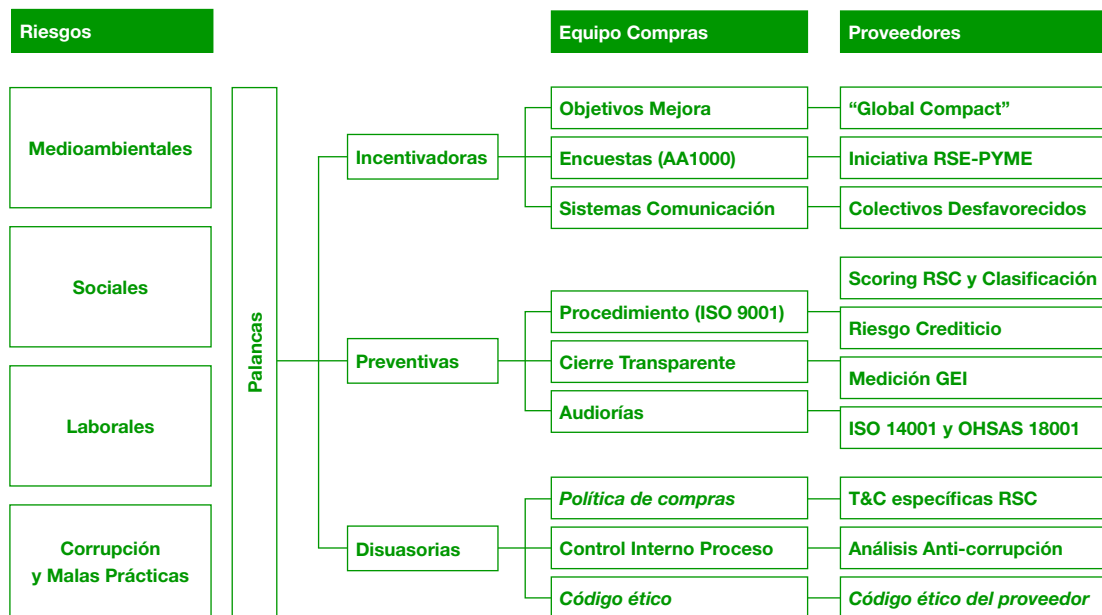 Riesgos
Equipo Compras
Proveedores
Medioambientales
Sociales
Laborales
Corrupción
y Malas Prácticas
Palancas
Incentivadoras
Objetivos Mejora
“Global Compact”
Encuestas (AA1000)
Iniciativa RSE-PYME
Sistemas Comunicación
Colectivos Desfavorecidos
Preventivas
Procedimiento (ISO 9001)
Cierre Transparente
Audiorías
Scoring RSC y Clasificación
Riesgo Crediticio
Medición GEI
ISO 14001 y OHSAS 18001
Disuasorias
Política de compras
T&C específicas RSC
Control Interno Proceso
Análisis Anti-corrupción
Código ético
Código ético del proveedor